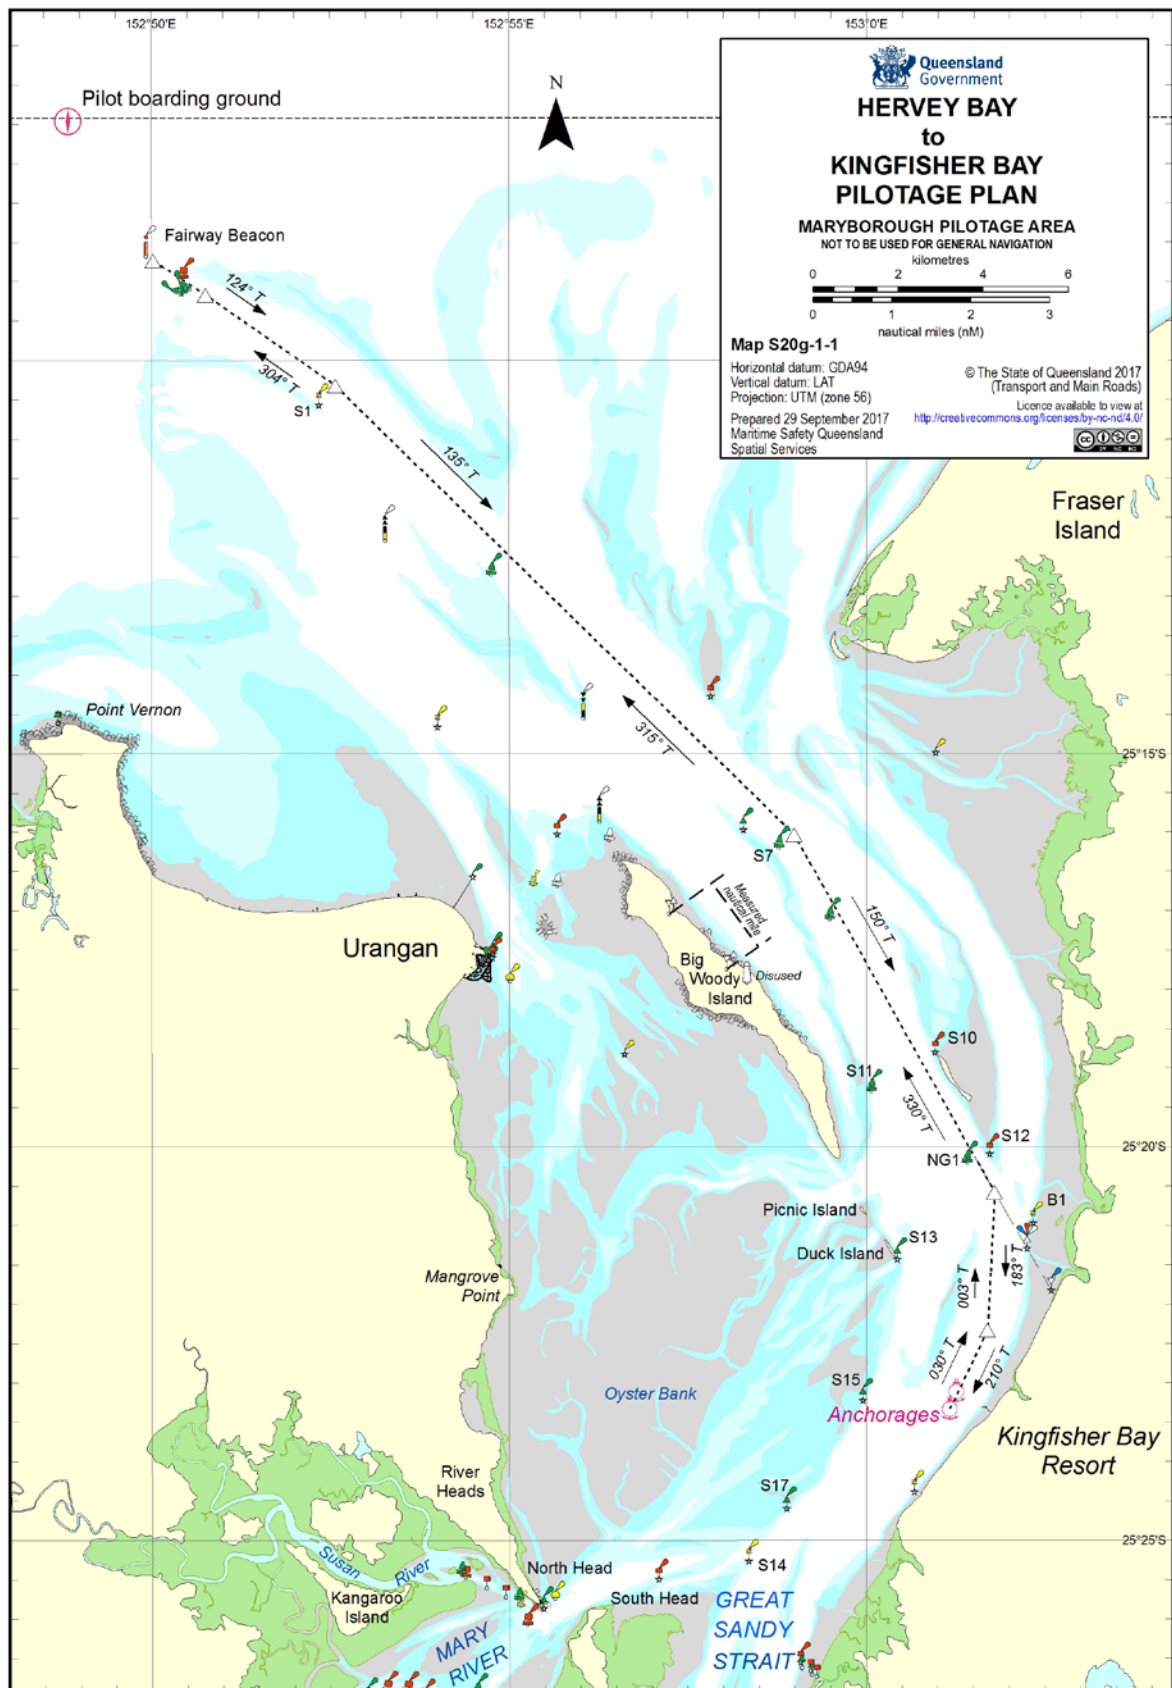 152°50'E
152°55'E
153°0'E
Pilot boarding ground
N
Queensland
Government
HERVEY BAY
to
KINGFISHER BAY
PILOTAGE PLAN
MARYBOROUGH PILOTAGE AREA
NOT TO BE USED FOR GENERAL NAVIGATION
kilometres
0 2 4 6
0 1 2 3
nautical miles (nM)
Map S20g-1-1
Horizontal datum: GDA94
Vertical datum: LAT
Projection: UTM (zone 56)
Prepared 29 September 2017
Maritime Safety Queensland
Spatial Services
© The State of Queensland 2017
(Transport and Main Roads)
Licence available to view at
http://creativecommons.org/licenses/by-nc-nd/4.0/
CC
BY NC ND
Fairway Beacon
124° T
304° T
S1
135° T
Fraser
Island
Point Vernon
315° T
25°15'S
S7
Measured
nautical mile
150° T
Urangan
Big
Woody
Island
Disused
S10
S11
330° T
S12
NG1
25°20'S
B1
Picnic Island
S13
Duck Island
183° T
003° T
Mangrove
Point
030° T
210° T
S15
Oyster Bank
Anchorages
Kingfisher Bay
Resort
River
Heads
S17
25°25'S
Susan
River
North Head
S14
Kangaroo
Island
South Head
GREAT
SANDY
STRAIT
MARY
RIVER